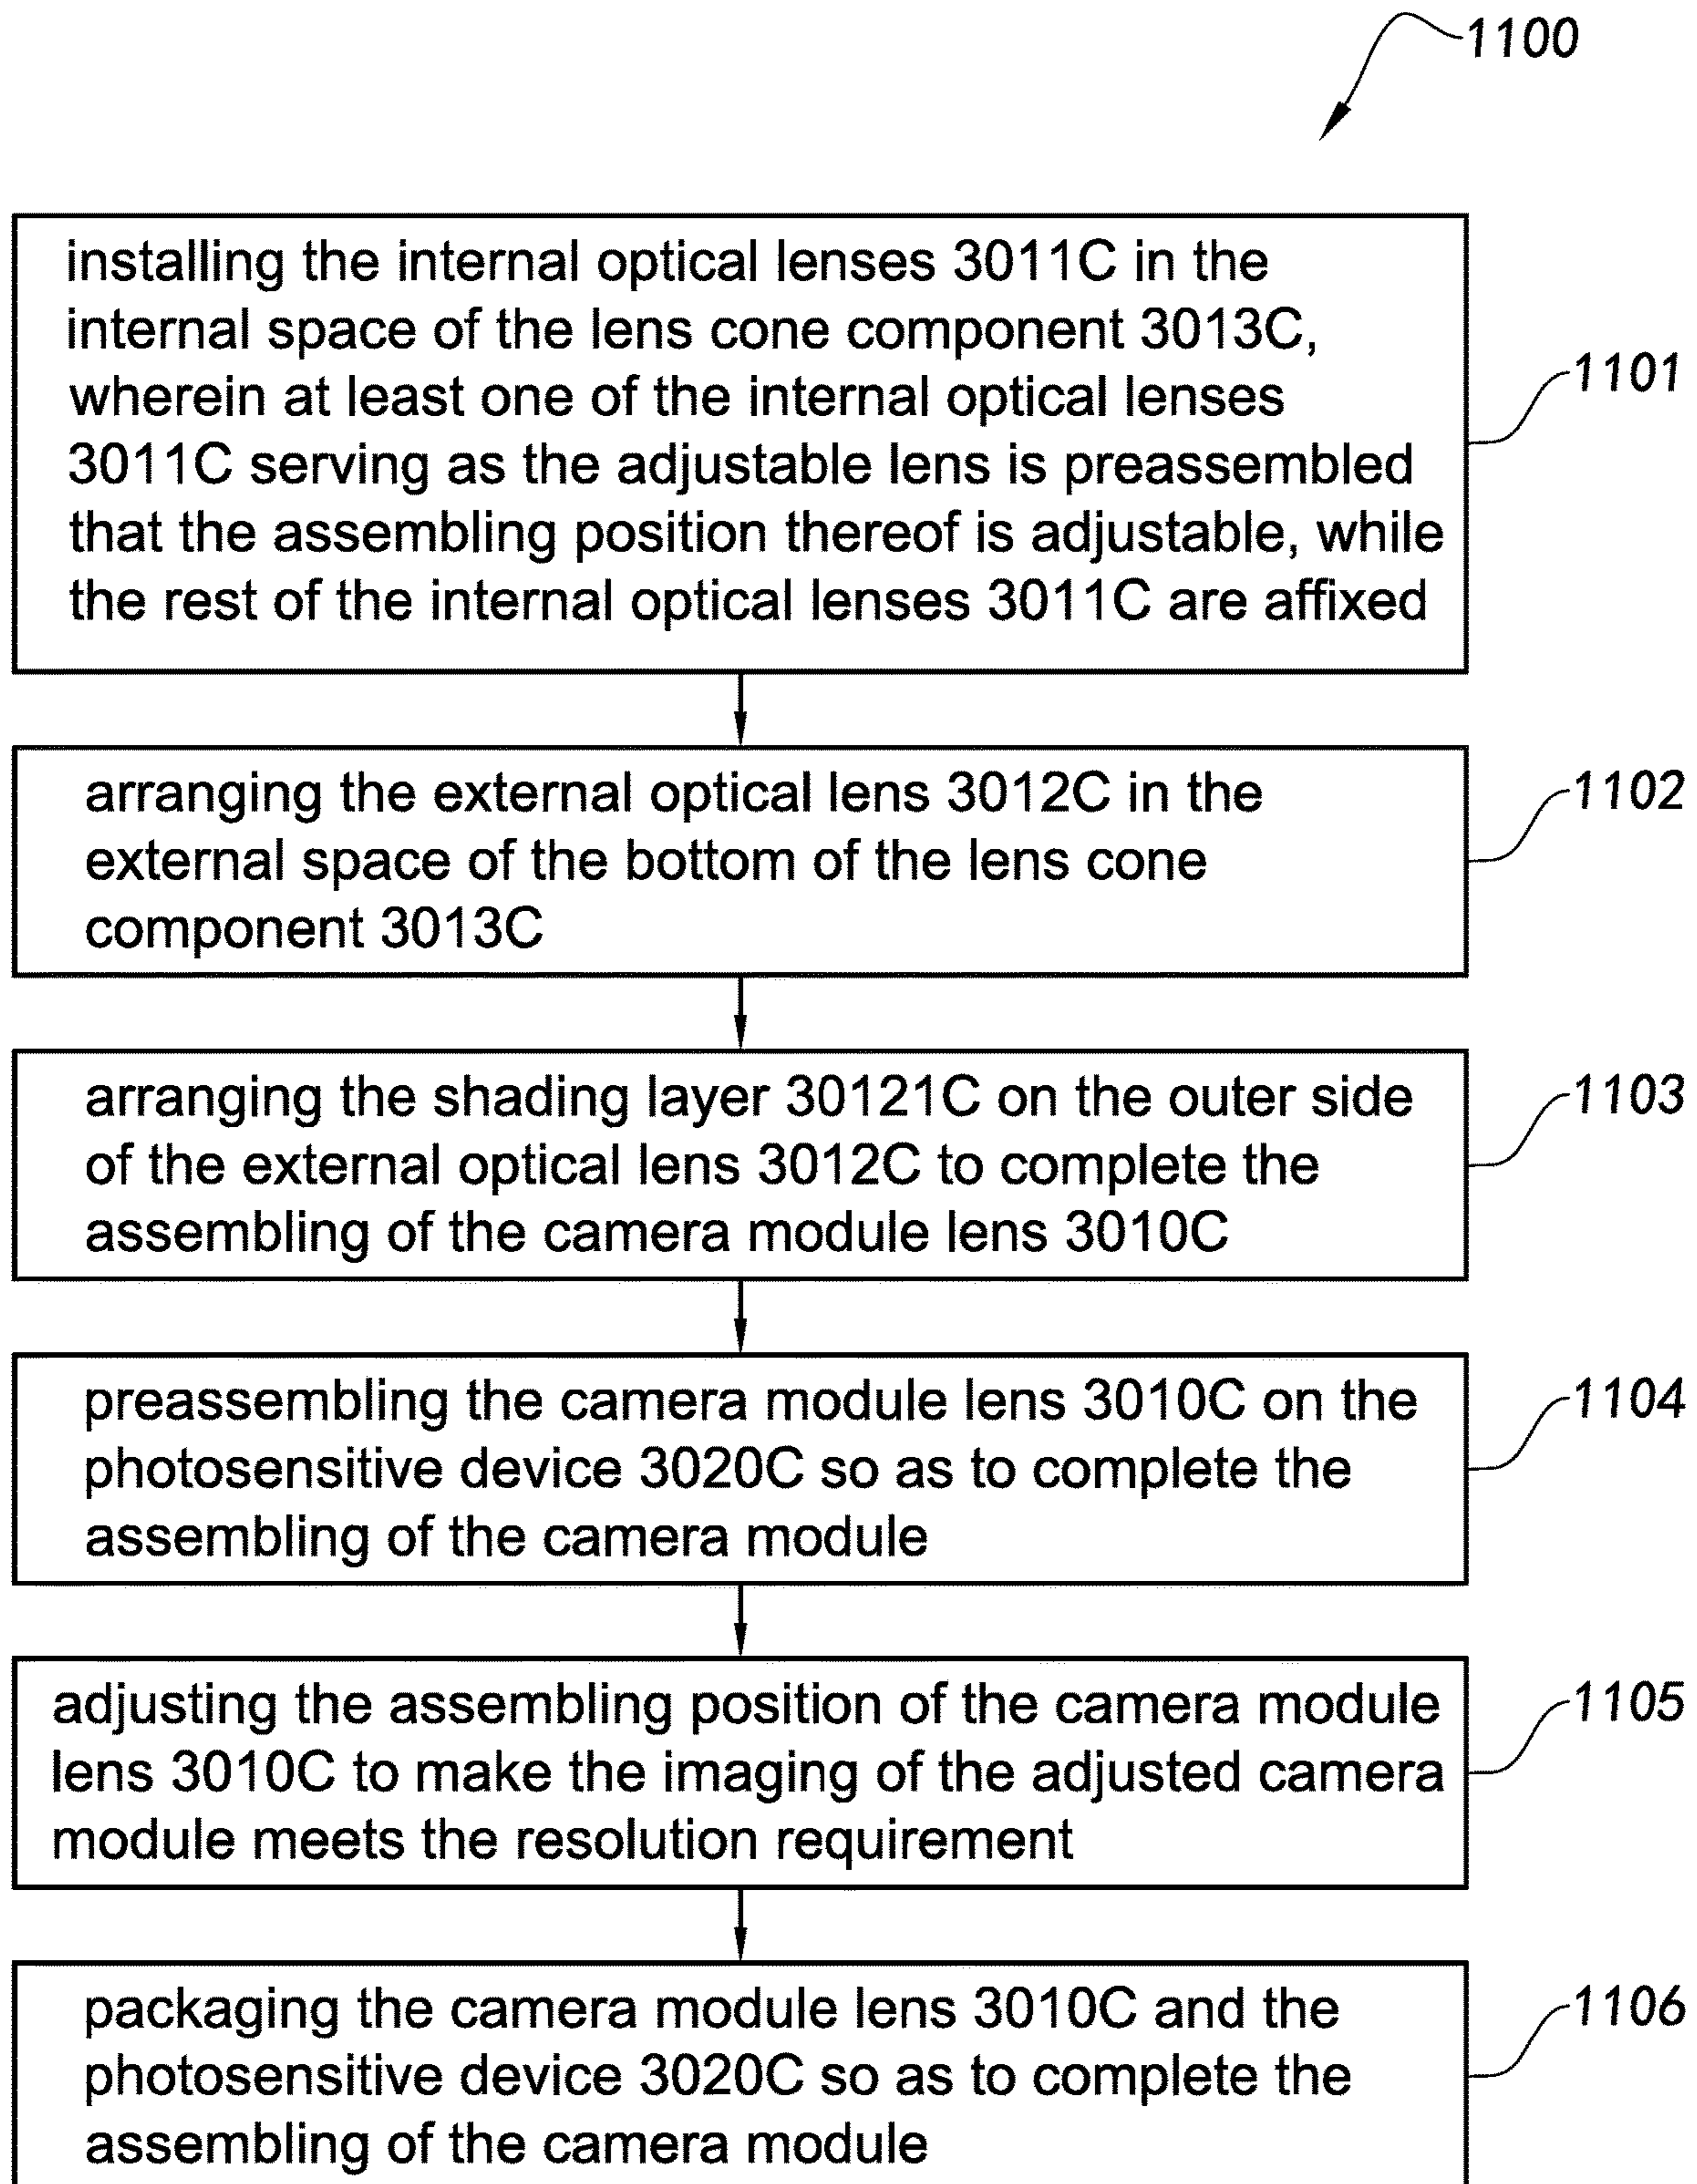 1100
installing the internal optical lenses 3011C in the
internal space of the lens cone component 3013C,
wherein at least one of the internal optical lenses
3011C serving as the adjustable lens is preassembled
that the assembling position thereof is adjustable, while
the rest of the internal optical lenses 3011C are affixed
1101
arranging the external optical lens 3012C in the
external space of the bottom of the lens cone
component 3013C
1102
arranging the shading layer 30121C on the outer side
of the external optical lens 3012C to complete the
assembling of the camera module lens 3010C
1103
preassembling the camera module lens 3010C on the
photosensitive device 3020C so as to complete the
assembling of the camera module
1104
adjusting the assembling position of the camera module
lens 3010C to make the imaging of the adjusted camera
module meets the resolution requirement
1105
packaging the camera module lens 3010C and the
photosensitive device 3020C so as to complete the
assembling of the camera module
1106